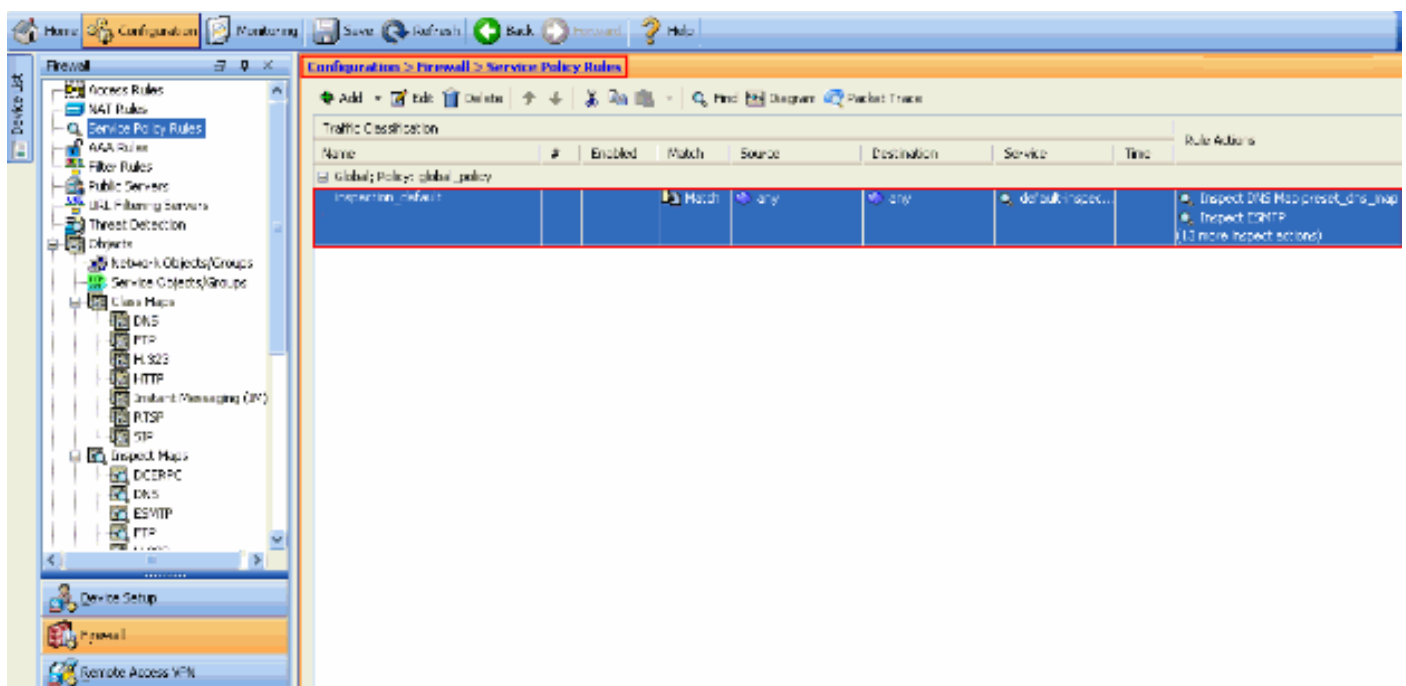 Home Configuration Monitoring Save Refresh Back Forward Help
Device List
Firewall
Access Rules
NAT Rules
Service Policy Rules
AAA Rules
Filter Rules
Public Servers
URL Filtering Servers
Threat Detection
Objects
Network Objects/Groups
Service Objects/Groups
Class Maps
DNS
FTP
H.323
HTTP
Instant Messaging (IM)
RTSP
SIP
Inspect Maps
DCERPC
DNS
ESMTP
FTP
Device Setup
Firewall
Remote Access VPN
Configuration > Firewall > Service Policy Rules
Add Edit Delete Find Diagram Packet Trace
Traffic Classification
Rule Actions
Name # Enabled Match Source Destination Service Time
Global; Policy: global_policy
inspection_default Match any any default-inspec... Inspect DNS Map preset_dns_map
Inspect ESMTP
(13 more inspect actions)